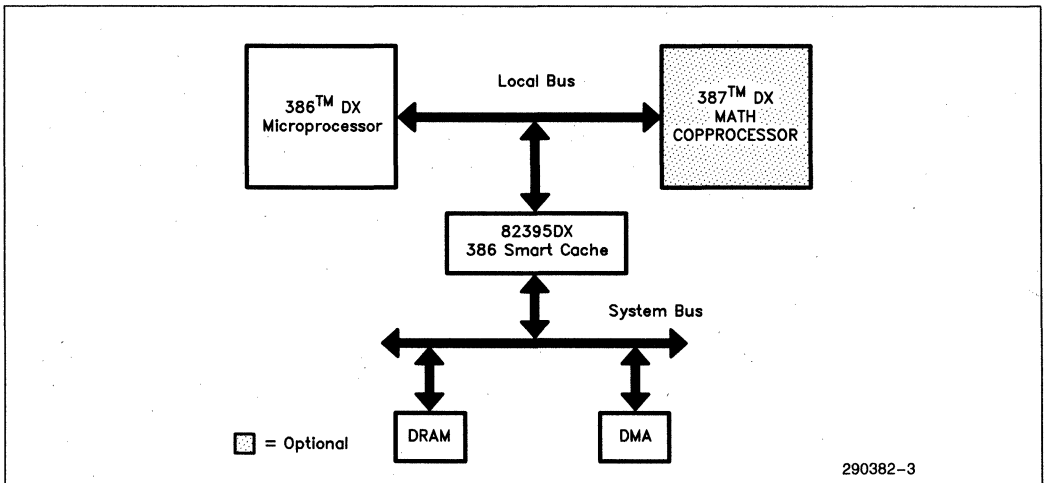 Local Bus
386™ DX
Microprocessor
387™ DX
MATH
COPPROCESSOR
82395DX
386 Smart Cache
System Bus
DRAM
DMA
= Optional
290382-3